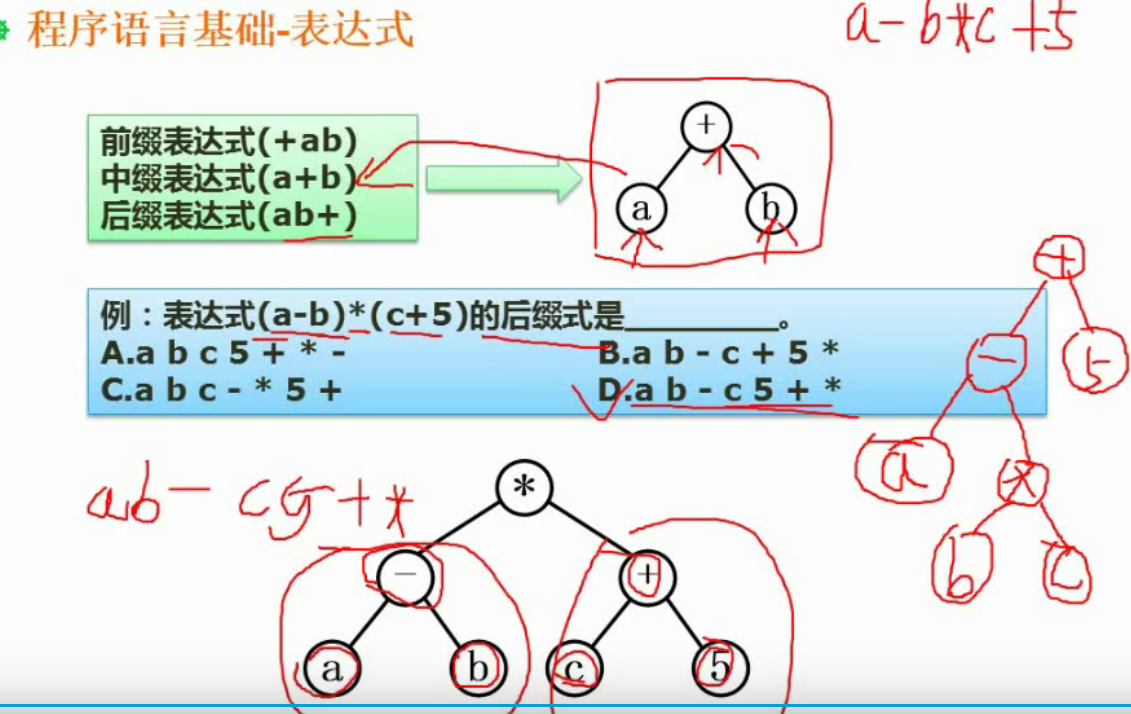 程序语言基础-表达式
a-b*c+5
前缀表达式(+ab)
中缀表达式(a+b)
后缀表达式(ab+)
+
a b
例：表达式(a-b)*(c+5)的后缀式是__________。
A.a b c 5 + * -
B.a b - c + 5 *
C.a b c - * 5 +
D.a b - c 5 + *
+
- 5
a *
b c
ab- c5+*
*
- +
a b c 5